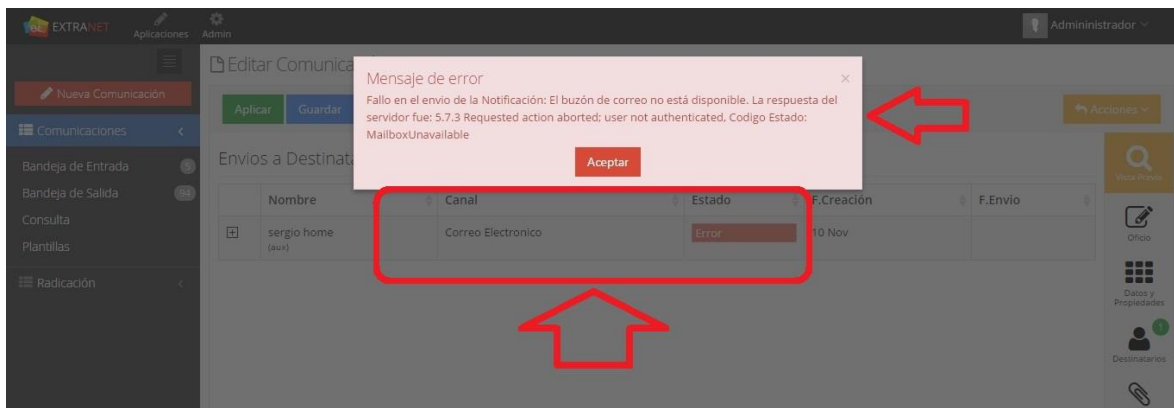 EXTRANET
Aplicaciones
Admin
Admininistrador
Editar Comunica
Nueva Comunicación
Mensaje de error
×
Fallo en el envio de la Notificación: El buzón de correo no está disponible. La respuesta del
servidor fue: 5.7.3 Requested action aborted; user not authenticated, Codigo Estado:
MailboxUnavailable
Aceptar
Aplicar
Guardar
Acciones
Comunicaciones
Bandeja de Entrada 5
Bandeja de Salida 94
Consulta
Plantillas
Radicación
Envios a Destinata
Nombre
Canal
Estado
F.Creación
F.Envio
sergio home
(aux)
Correo Electronico
Error
10 Nov
Vista Previa
Oficio
Datos y
Propiedades
1
Destinatarios